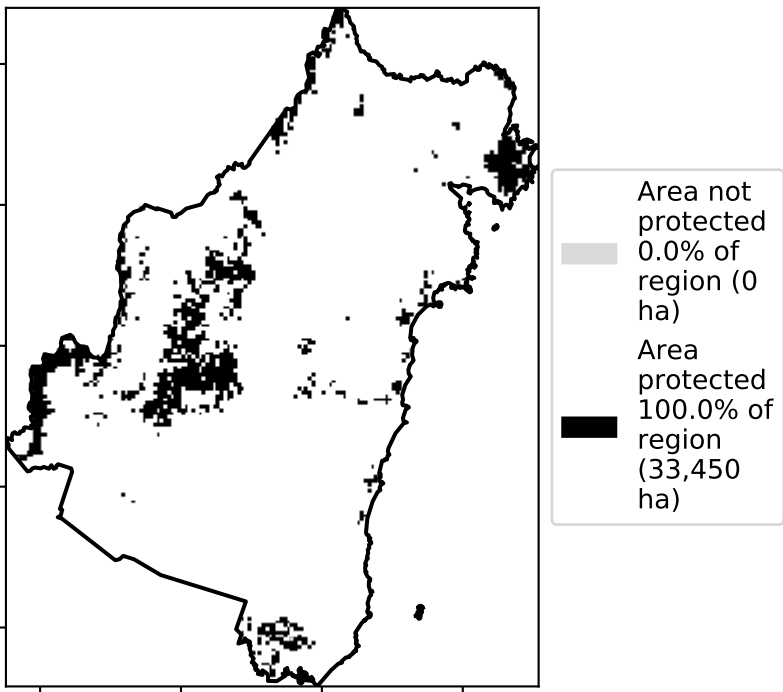 Area not
protected
0.0% of
region (0
ha)
Area
protected
100.0% of
region
(33,450
ha)